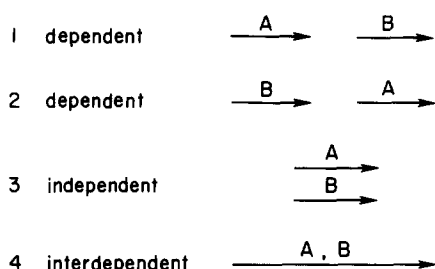 1 dependent A B
2 dependent B A
3 independent A
B
4 interdependent A, B